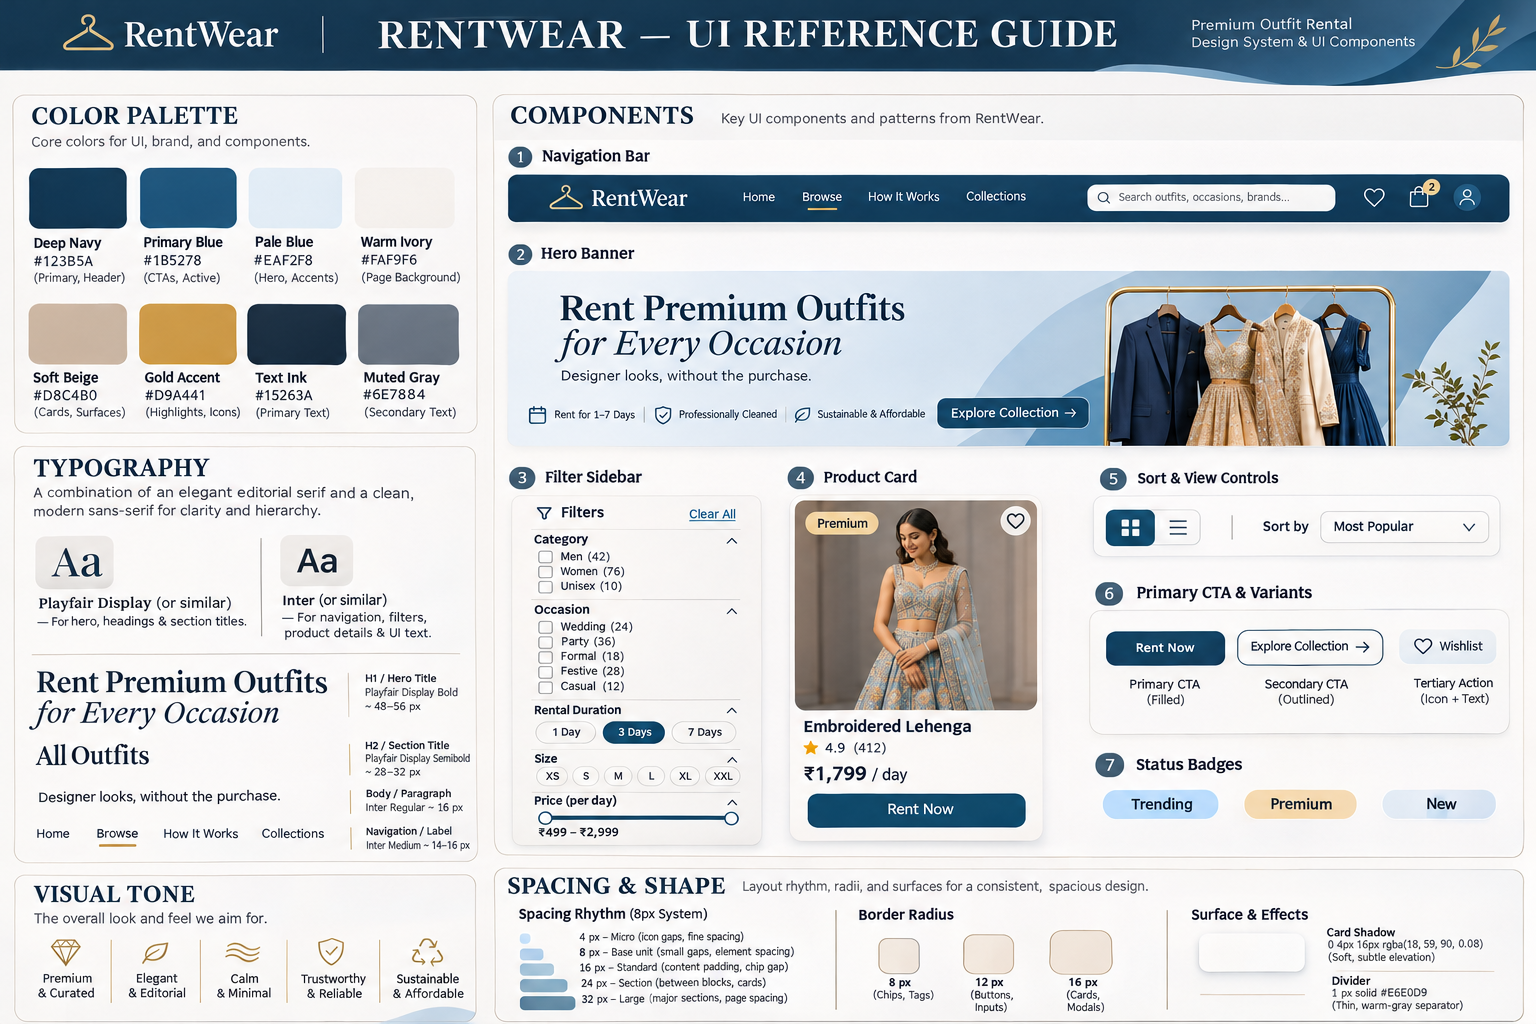 RentWear
RENTWEAR — UI REFERENCE GUIDE
Premium Outfit Rental
Design System & UI Components
COLOR PALETTE
Core colors for UI, brand, and components.
Deep Navy
#123B5A
(Primary, Header)
Primary Blue
#1B5278
(CTAs, Active)
Pale Blue
#EAF2F8
(Hero, Accents)
Warm Ivory
#FAF9F6
(Page Background)
Soft Beige
#D8C4B0
(Cards, Surfaces)
Gold Accent
#D9A441
(Highlights, Icons)
Text Ink
#15263A
(Primary Text)
Muted Gray
#6E7884
(Secondary Text)
TYPOGRAPHY
A combination of an elegant editorial serif and a clean,
modern sans-serif for clarity and hierarchy.
Aa
Playfair Display (or similar)
— For hero, headings & section titles.
Aa
Inter (or similar)
— For navigation, filters,
product details & UI text.
Rent Premium Outfits
for Every Occasion
H1 / Hero Title
Playfair Display Bold
~ 48–56 px
All Outfits
H2 / Section Title
Playfair Display Semibold
~ 28–32 px
Designer looks, without the purchase.
Body / Paragraph
Inter Regular ~ 16 px
Home Browse How It Works Collections
Navigation / Label
Inter Medium ~ 14–16 px
VISUAL TONE
The overall look and feel we aim for.
Premium
& Curated
Elegant
& Editorial
Calm
& Minimal
Trustworthy
& Reliable
Sustainable
& Affordable
COMPONENTS
Key UI components and patterns from RentWear.
1 Navigation Bar
RentWear Home Browse How It Works Collections Search outfits, occasions, brands... 2
2 Hero Banner
Rent Premium Outfits
for Every Occasion
Designer looks, without the purchase.
Rent for 1–7 Days Professionally Cleaned Sustainable & Affordable Explore Collection →
3 Filter Sidebar
Filters Clear All
Category
Men (42)
Women (76)
Unisex (10)
Occasion
Wedding (24)
Party (36)
Formal (18)
Festive (28)
Casual (12)
Rental Duration
1 Day 3 Days 7 Days
Size
XS S M L XL XXL
Price (per day)
₹499 – ₹2,999
4 Product Card
Premium
Embroidered Lehenga
4.9 (412)
₹1,799 / day
Rent Now
5 Sort & View Controls
Sort by Most Popular
6 Primary CTA & Variants
Rent Now
Primary CTA
(Filled)
Explore Collection →
Secondary CTA
(Outlined)
Wishlist
Tertiary Action
(Icon + Text)
7 Status Badges
Trending Premium New
SPACING & SHAPE
Layout rhythm, radii, and surfaces for a consistent, spacious design.
Spacing Rhythm (8px System)
4 px – Micro (icon gaps, fine spacing)
8 px – Base unit (small gaps, element spacing)
16 px – Standard (content padding, chip gap)
24 px – Section (between blocks, cards)
32 px – Large (major sections, page spacing)
Border Radius
8 px
(Chips, Tags)
12 px
(Buttons,
Inputs)
16 px
(Cards,
Modals)
Surface & Effects
Card Shadow
0 4px 16px rgba(18, 59, 90, 0.08)
(Soft, subtle elevation)
Divider
1 px solid #E6E0D9
(Thin, warm-gray separator)